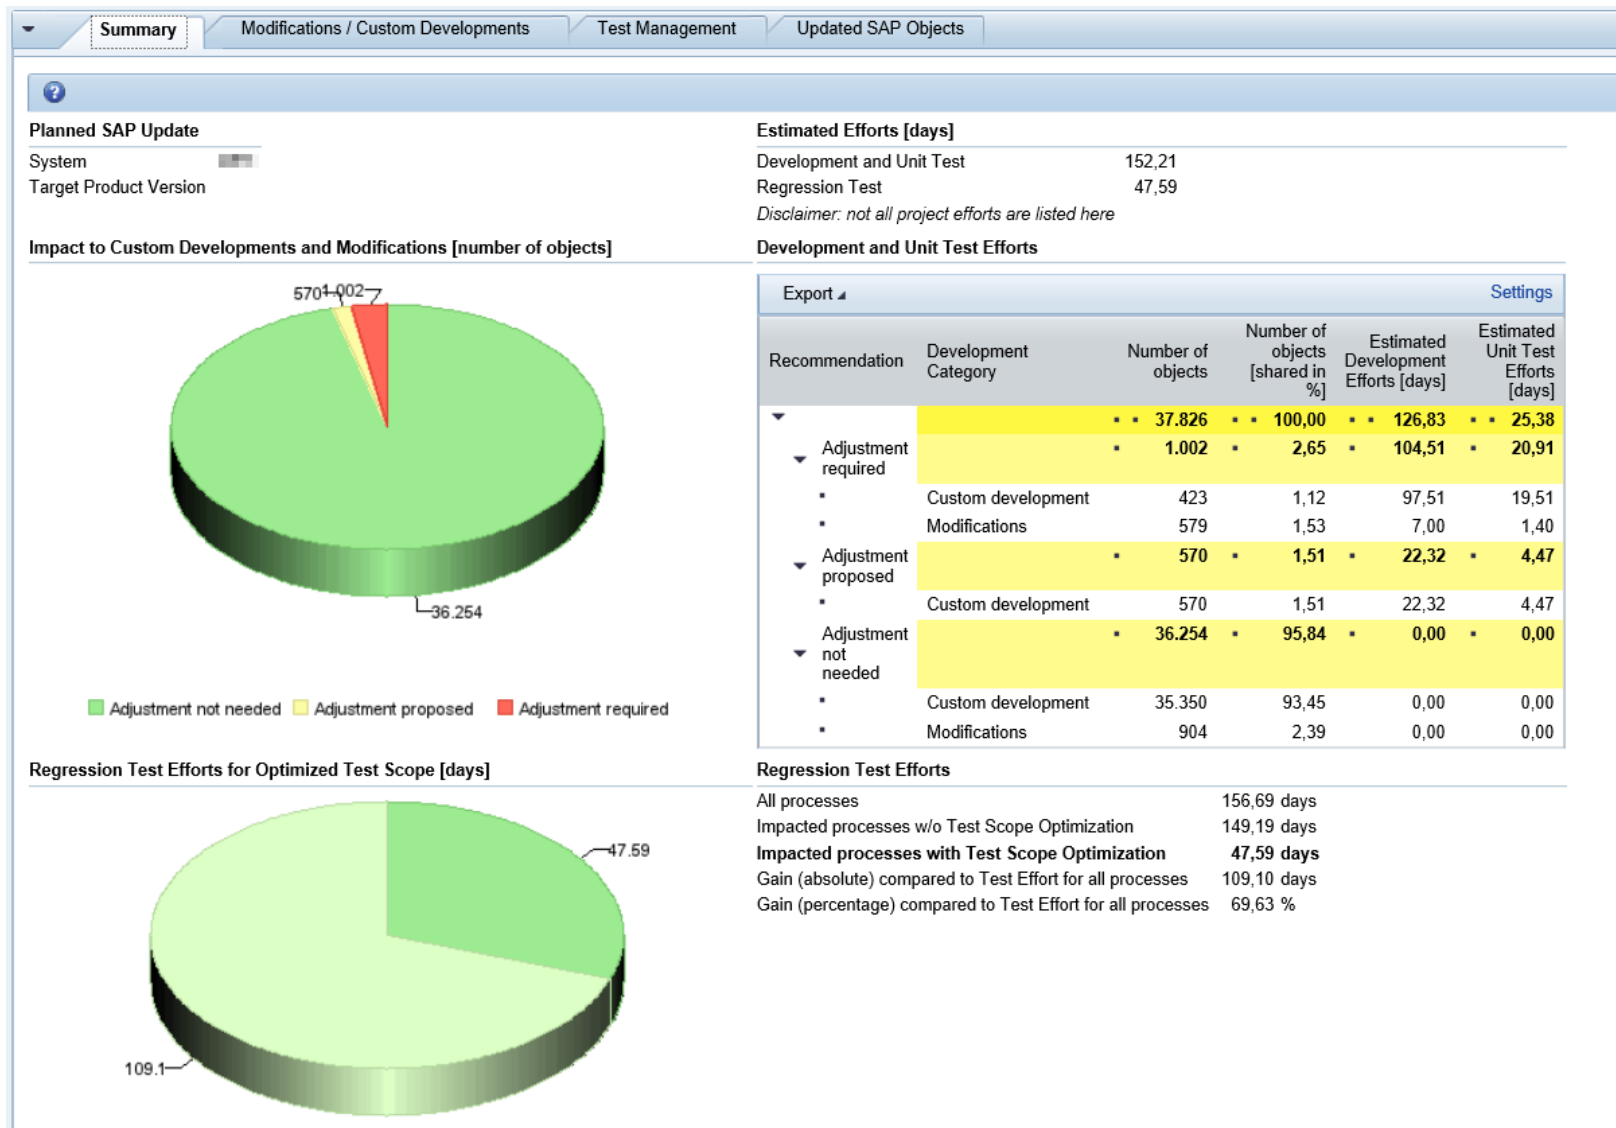 Summary
Modifications / Custom Developments
Test Management
Updated SAP Objects
?
Planned SAP Update
System
Target Product Version
Estimated Efforts [days]
Development and Unit Test 152,21
Regression Test 47,59
Disclaimer: not all project efforts are listed here
Impact to Custom Developments and Modifications [number of objects]
570 1.002
36.254
Adjustment not needed Adjustment proposed Adjustment required
Development and Unit Test Efforts
Export Settings
Recommendation
Development
Category
Number of
objects
Number of
objects
[shared in
%]
Estimated
Development
Efforts [days]
Estimated
Unit Test
Efforts
[days]
37.826 100,00 126,83 25,38
Adjustment
required
1.002 2,65 104,51 20,91
Custom development 423 1,12 97,51 19,51
Modifications 579 1,53 7,00 1,40
Adjustment
proposed
570 1,51 22,32 4,47
Custom development 570 1,51 22,32 4,47
Adjustment
not
needed
36.254 95,84 0,00 0,00
Custom development 35.350 93,45 0,00 0,00
Modifications 904 2,39 0,00 0,00
Regression Test Efforts for Optimized Test Scope [days]
47.59
109.1
Regression Test Efforts
All processes 156,69 days
Impacted processes w/o Test Scope Optimization 149,19 days
Impacted processes with Test Scope Optimization 47,59 days
Gain (absolute) compared to Test Effort for all processes 109,10 days
Gain (percentage) compared to Test Effort for all processes 69,63 %